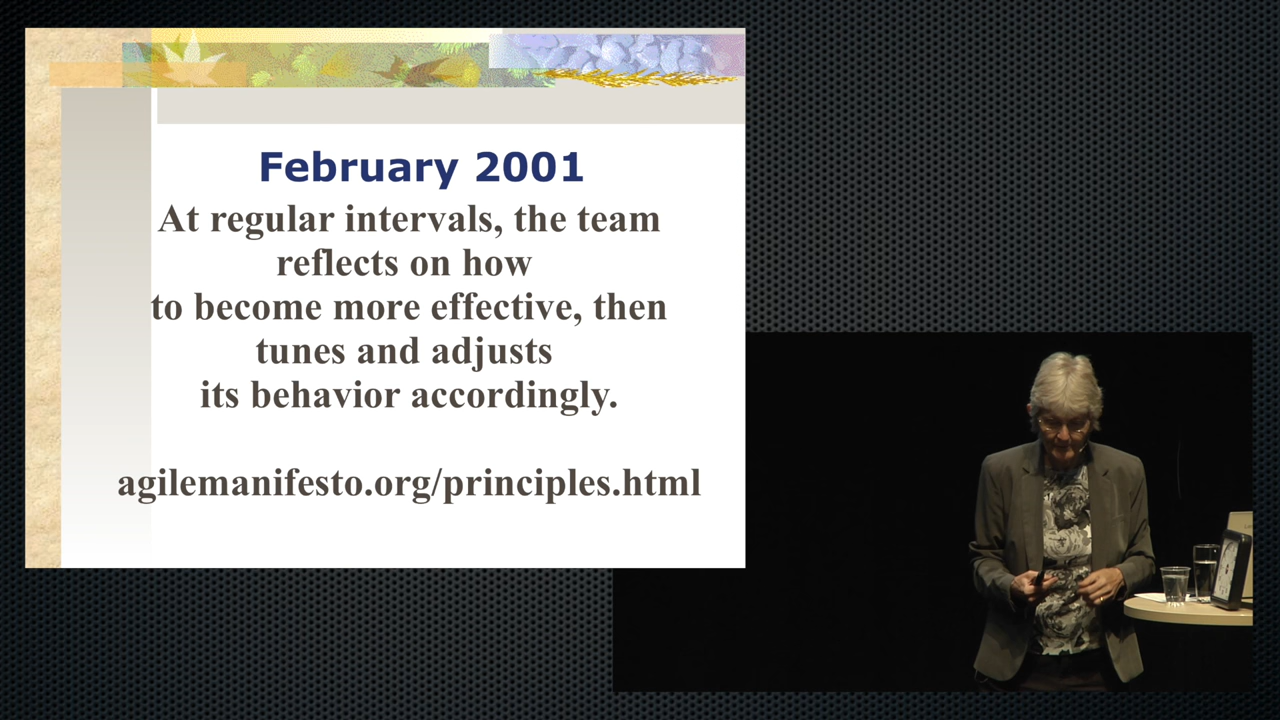 February 2001
At regular intervals, the team
reflects on how
to become more effective, then
tunes and adjusts
its behavior accordingly.
agilemanifesto.org/principles.html